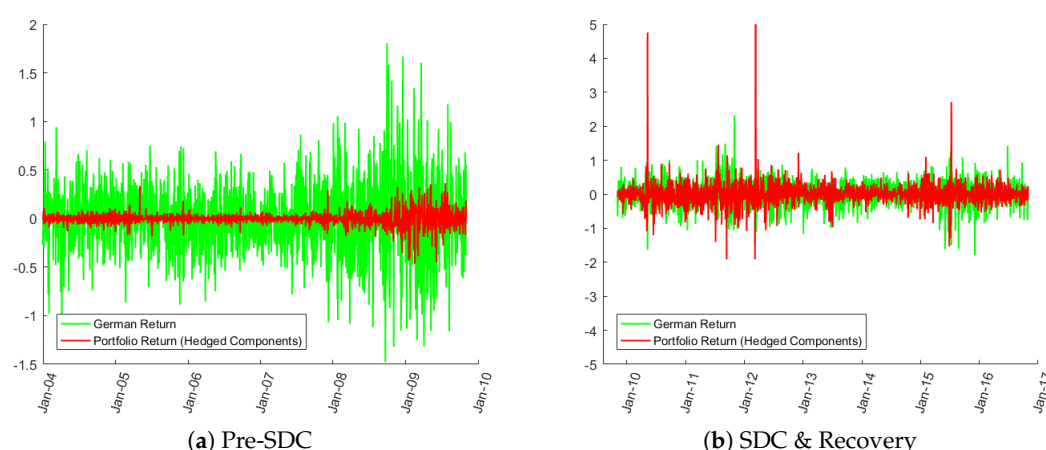 2
1.5
1
0.5
0
-0.5
-1
-1.5
German Return
Portfolio Return (Hedged Components)
Jan-04
Jan-05
Jan-06
Jan-07
Jan-08
Jan-09
Jan-10
(a) Pre-SDC
5
4
3
2
1
0
-1
-2
-3
-4
-5
German Return
Portfolio Return (Hedged Components)
Jan-10
Jan-11
Jan-12
Jan-13
Jan-14
Jan-15
Jan-16
Jan-17
(b) SDC & Recovery